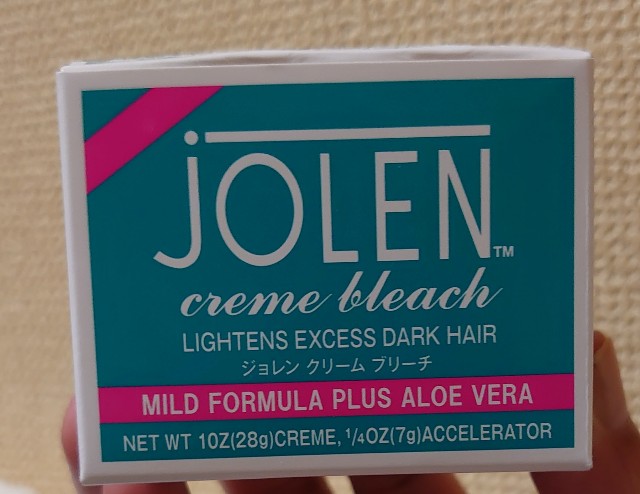 JOLEN™
creme bleach
LIGHTENS EXCESS DARK HAIR
ジョレン クリーム ブリーチ
MILD FORMULA PLUS ALOE VERA
NET WT 1OZ(28g)CREME, 1/4OZ(7g)ACCELERATOR